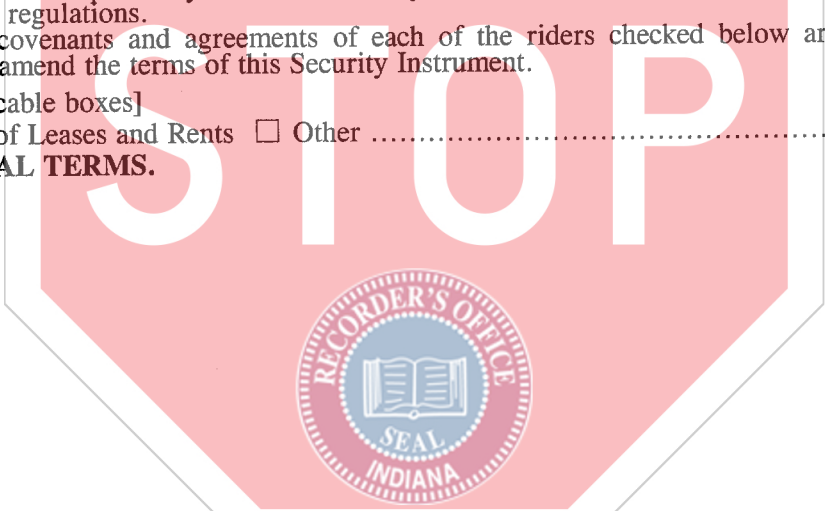 regulations.
covenants and agreements of each of the riders checked below
amend the terms of this Security Instrument.
cable boxes]
of Leases and Rents ☐ Other ........................................................
AL TERMS.
STOP
RECORDER'S OFFICE
SEAL
INDIANA